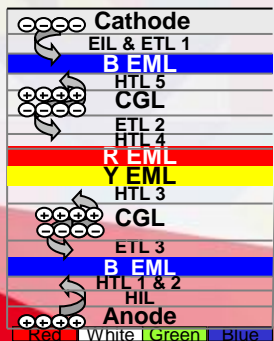 Cathode
EIL & ETL 1
B EML
HTL 5
CGL
ETL 2
HTL 4
R EML
Y EML
HTL 3
CGL
ETL 3
B EML
HTL 1 & 2
HIL
Anode
Red White Green Blue